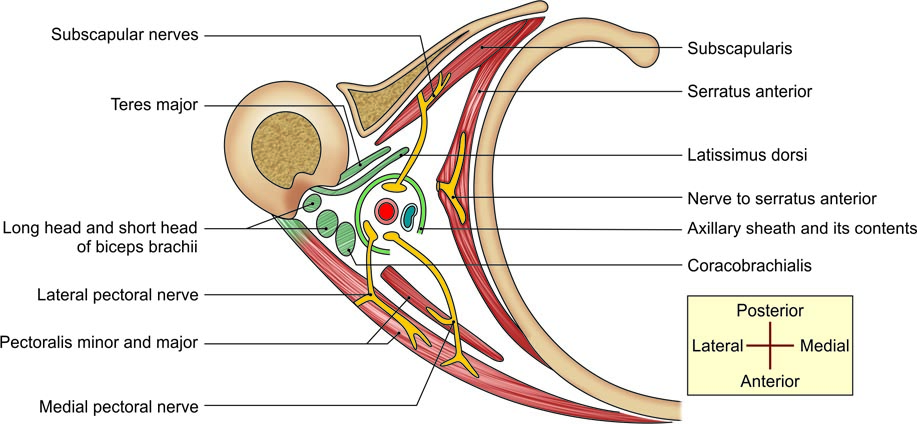 Subscapular nerves
Teres major
Long head and short head
of biceps brachii
Lateral pectoral nerve
Pectoralis minor and major
Medial pectoral nerve
Subscapularis
Serratus anterior
Latissimus dorsi
Nerve to serratus anterior
Axillary sheath and its contents
Coracobrachialis
Posterior
Lateral Medial
Anterior